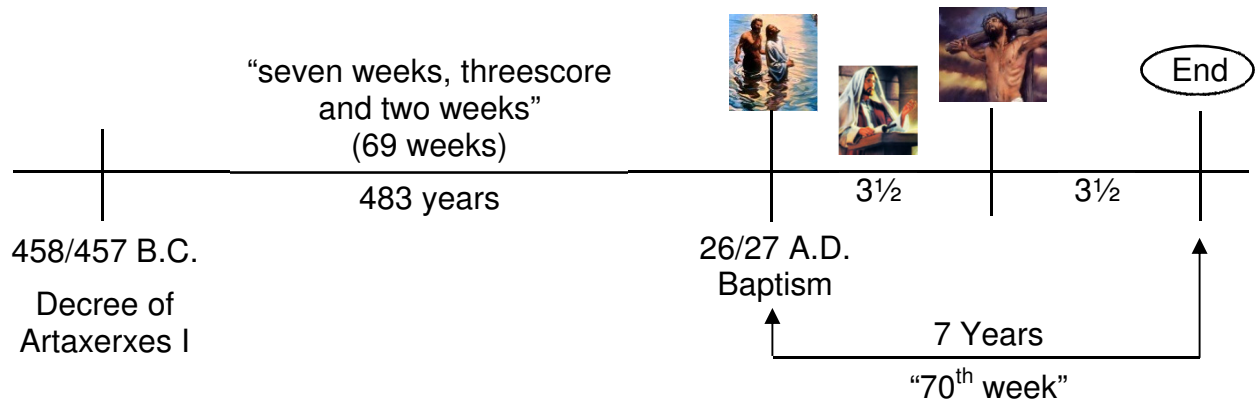 “seven weeks, threescore
and two weeks”
(69 weeks)
End
483 years
3½
3½
458/457 B.C.
Decree of
Artaxerxes I
26/27 A.D.
Baptism
7 Years
“70th week”